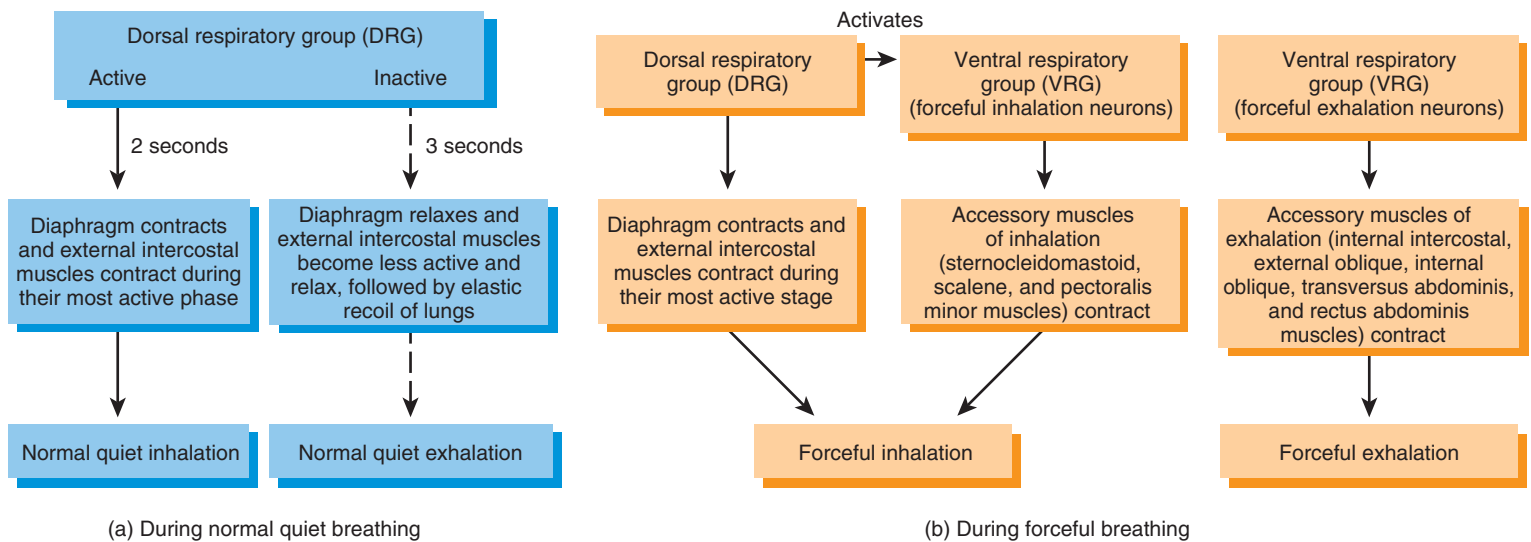 Dorsal respiratory group (DRG)
Active
Inactive
2 seconds
3 seconds
Diaphragm contracts
and external intercostal
muscles contract during
their most active phase
Diaphragm relaxes and
external intercostal muscles
become less active and
relax, followed by elastic
recoil of lungs
Normal quiet inhalation
Normal quiet exhalation
(a) During normal quiet breathing
Activates
Dorsal respiratory
group (DRG)
Ventral respiratory
group (VRG)
(forceful inhalation neurons)
Ventral respiratory
group (VRG)
(forceful exhalation neurons)
Diaphragm contracts and
external intercostal
muscles contract during
their most active stage
Accessory muscles
of inhalation
(sternocleidomastoid,
scalene, and pectoralis
minor muscles) contract
Accessory muscles of
exhalation (internal intercostal,
external oblique, internal
oblique, transversus abdominis,
and rectus abdominis
muscles) contract
Forceful inhalation
Forceful exhalation
(b) During forceful breathing